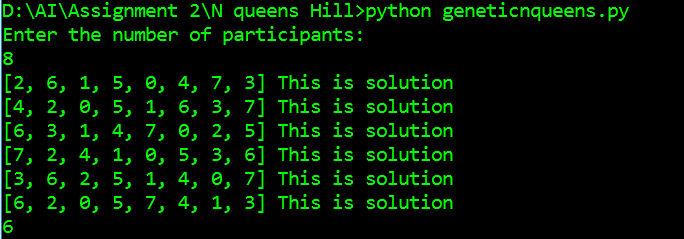 D:\AI\Assignment 2\N queens Hill>python geneticnqueens.py
Enter the number of participants:
8
[2, 6, 1, 5, 0, 4, 7, 3] This is solution
[4, 2, 0, 5, 1, 6, 3, 7] This is solution
[6, 3, 1, 4, 7, 0, 2, 5] This is solution
[7, 2, 4, 1, 0, 5, 3, 6] This is solution
[3, 6, 2, 5, 1, 4, 0, 7] This is solution
[6, 2, 0, 5, 7, 4, 1, 3] This is solution
6